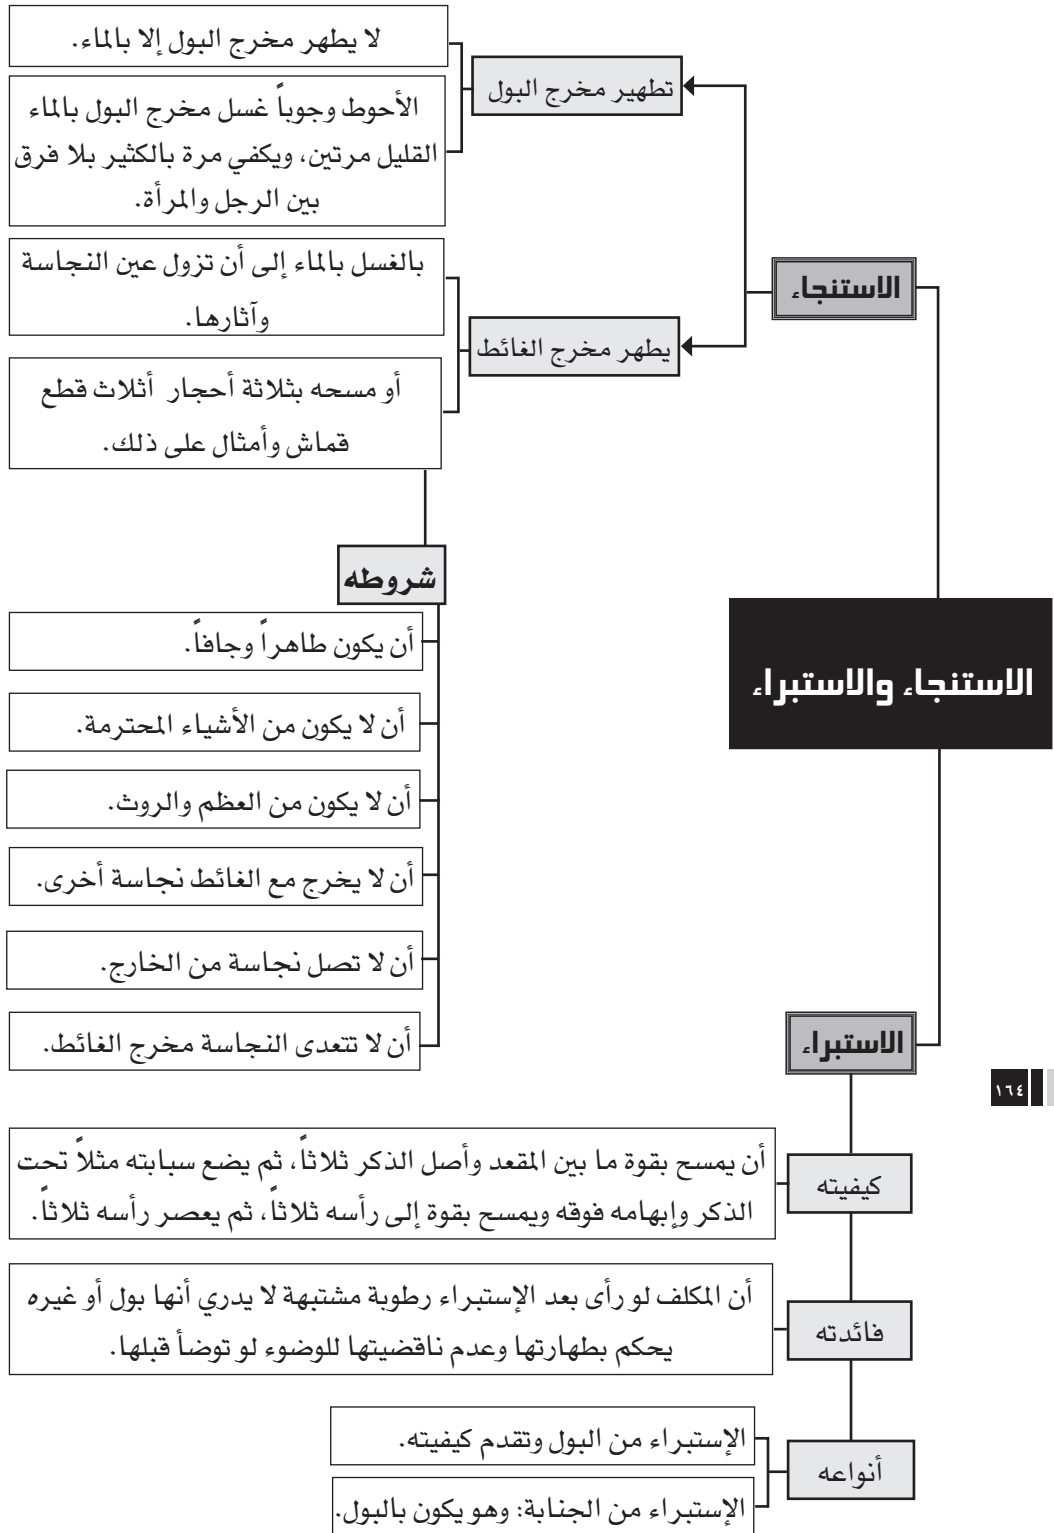 الاستنجاء والاستبراء
الاستنجاء
تطهير مخرج البول
لا يطهر مخرج البول إلا بالماء.
الأحوط وجوباً غسل مخرج البول بالماء
القليل مرتين، ويكفي مرة بالكثير بلا فرق
بين الرجل والمرأة.
يطهر مخرج الغائط
بالغسل بالماء إلى أن تزول عين النجاسة
وآثارها.
أو مسحه بثلاثة أحجار أثلاث قطع
قماش وأمثال على ذلك.
شروطه
أن يكون طاهراً وجافاً.
أن لا يكون من الأشياء المحترمة.
أن لا يكون من العظم والروث.
أن لا يخرج مع الغائط نجاسة أخرى.
أن لا تصل نجاسة من الخارج.
أن لا تتعدى النجاسة مخرج الغائط.
الاستبراء
١٦٤
كيفيته
أن يمسح بقوة ما بين المقعد وأصل الذكر ثلاثاً، ثم يضع سبابته مثلاً تحت
الذكر وإبهامه فوقه ويمسح بقوة إلى رأسه ثلاثاً، ثم يعصر رأسه ثلاثاً.
فائدته
أن المكلف لو رأى بعد الإستبراء رطوبة مشتبهة لا يدري أنها بول أو غيره
يحكم بطهارتها وعدم ناقضيتها للوضوء لو توضأ قبلها.
أنواعه
الإستبراء من البول وتقدم كيفيته.
الإستبراء من الجنابة: وهو يكون بالبول.